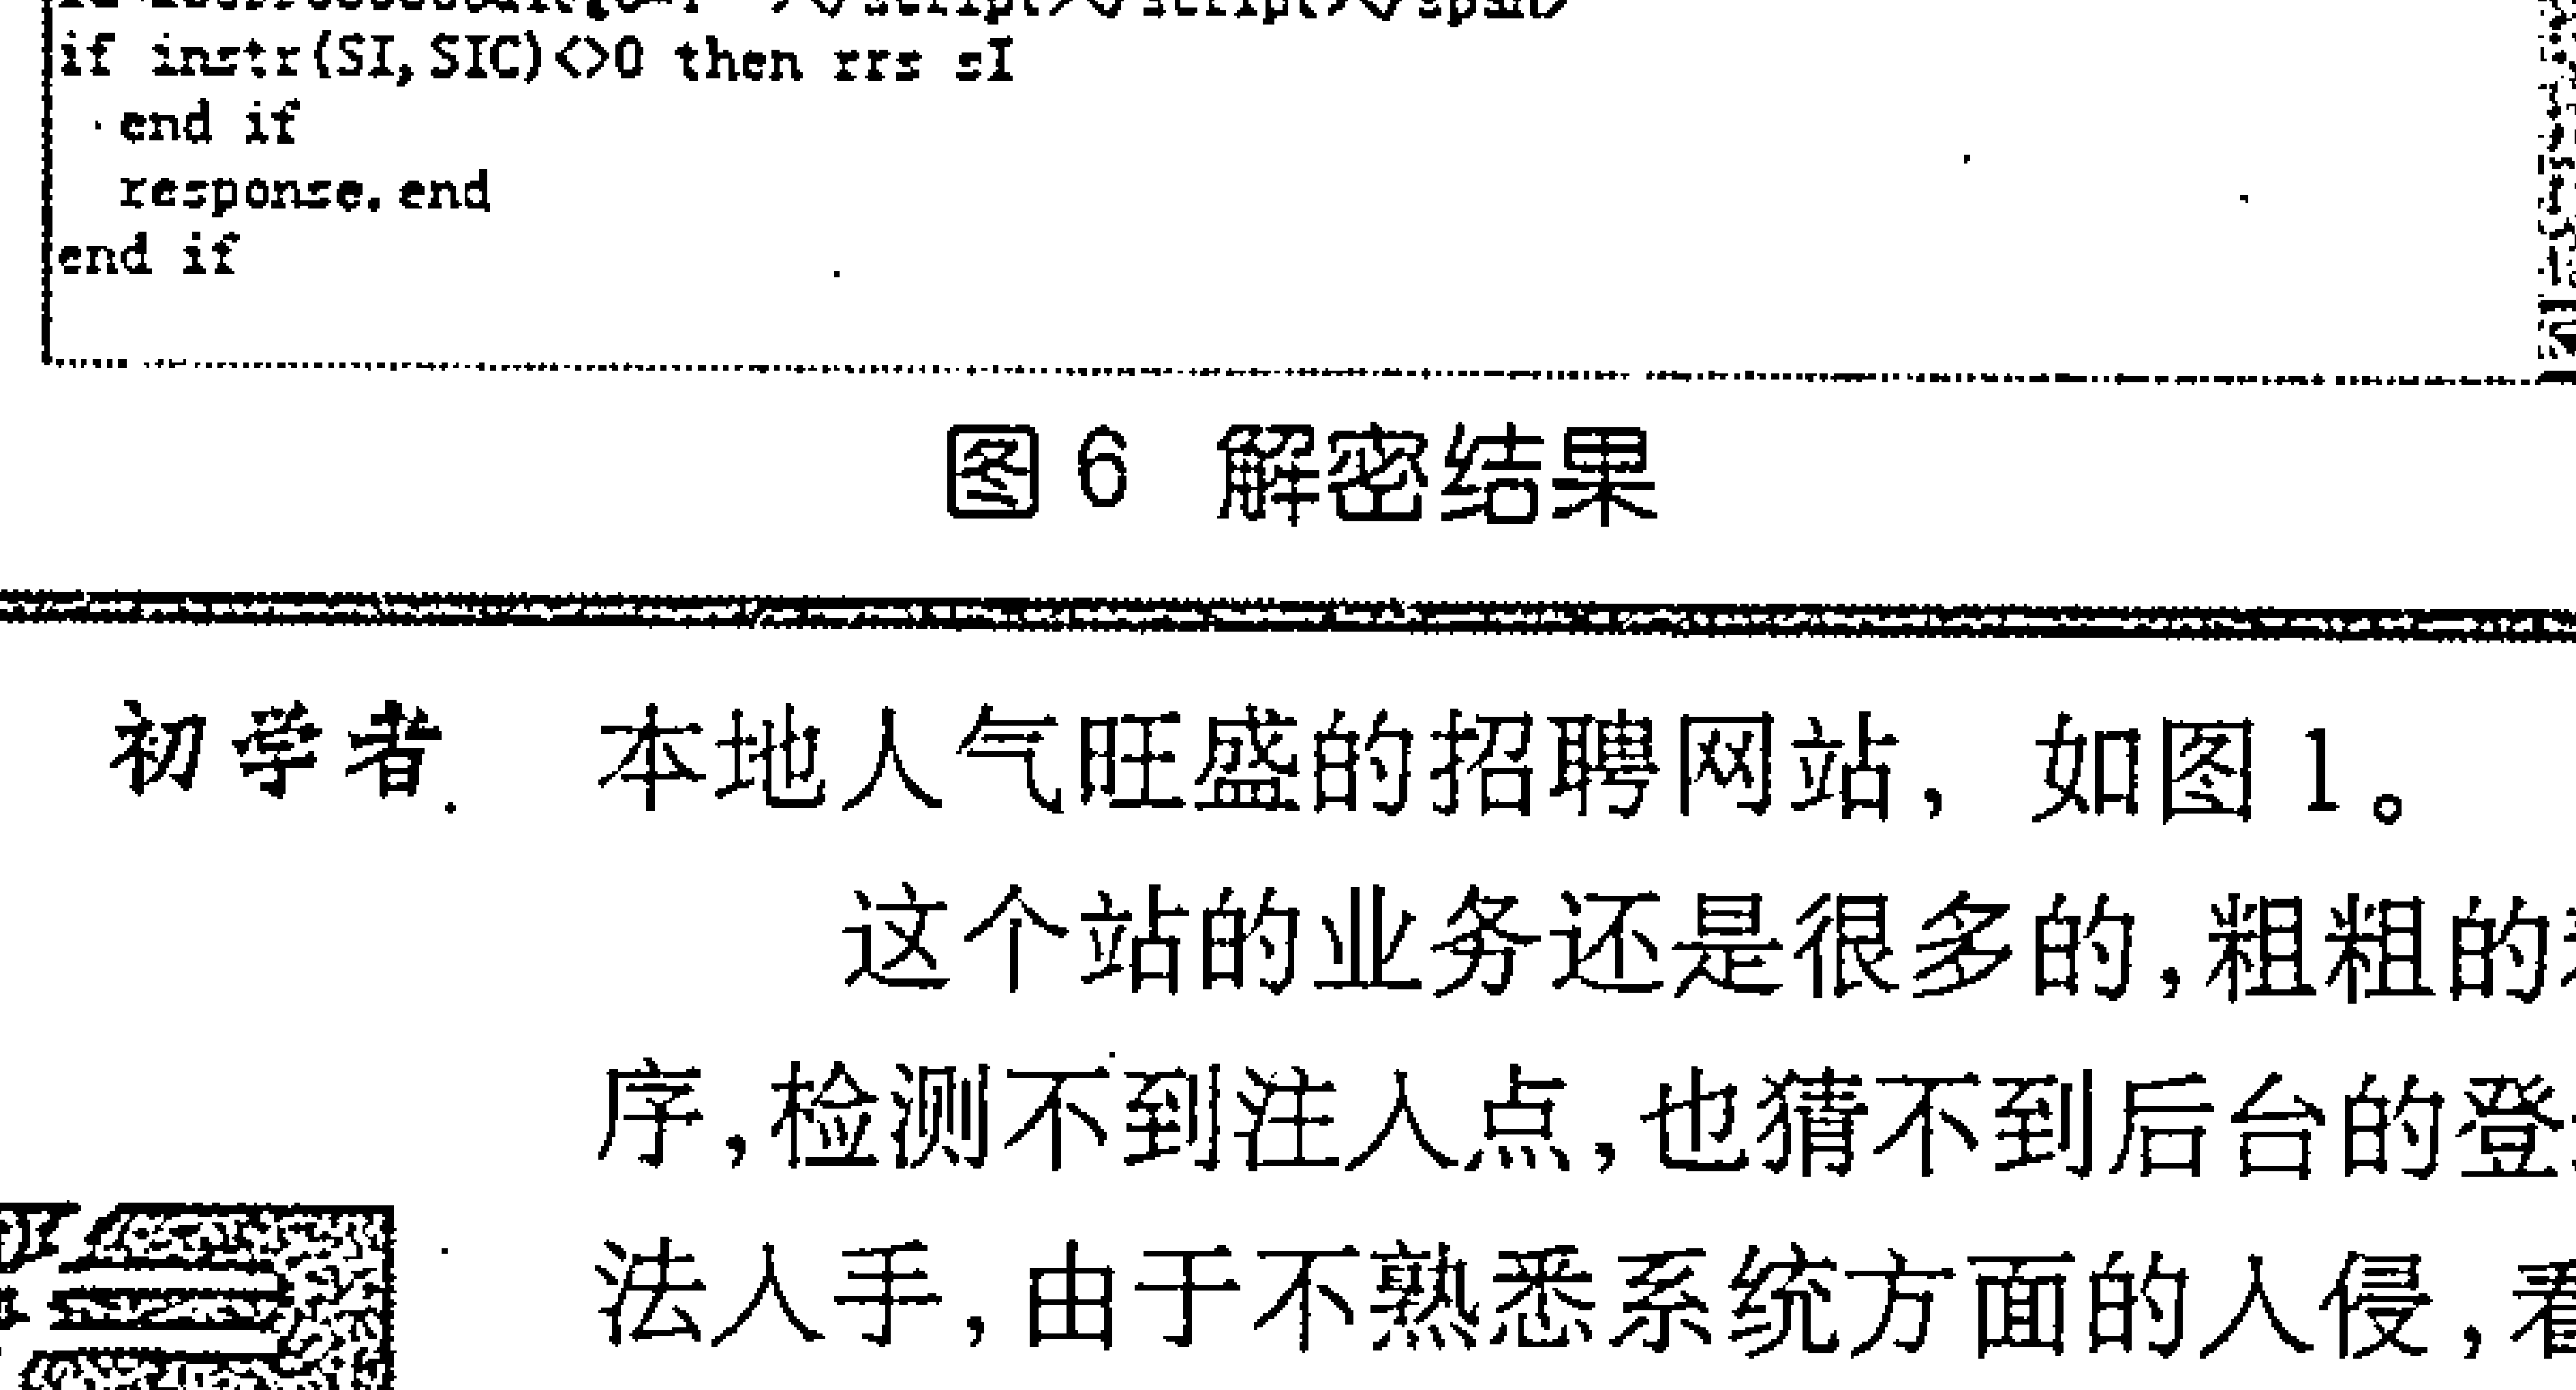 if instr(SI,SIC)<>0 then rrs sI
end if
response.end
end if
图6 解密结果
初学者 本地人气旺盛的招聘网站，如图1。
这个站的业务还是很多的，粗粗的
序，检测不到注入点，也猜不到后台的登
法入手，由于不熟悉系统方面的入侵，看